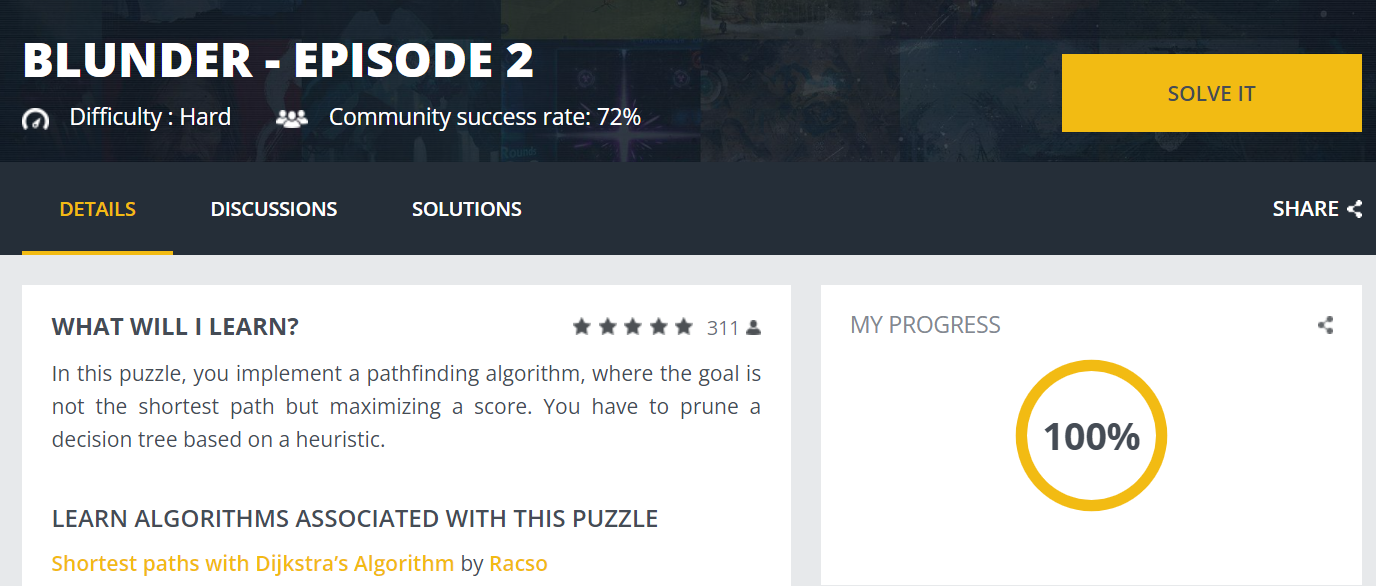 BLUNDER - EPISODE 2
Difficulty : Hard
Community success rate: 72%
SOLVE IT
DETAILS
DISCUSSIONS
SOLUTIONS
SHARE
WHAT WILL I LEARN?
311
In this puzzle, you implement a pathfinding algorithm, where the goal is
not the shortest path but maximizing a score. You have to prune a
decision tree based on a heuristic.
LEARN ALGORITHMS ASSOCIATED WITH THIS PUZZLE
Shortest paths with Dijkstra’s Algorithm by Racso
MY PROGRESS
100%